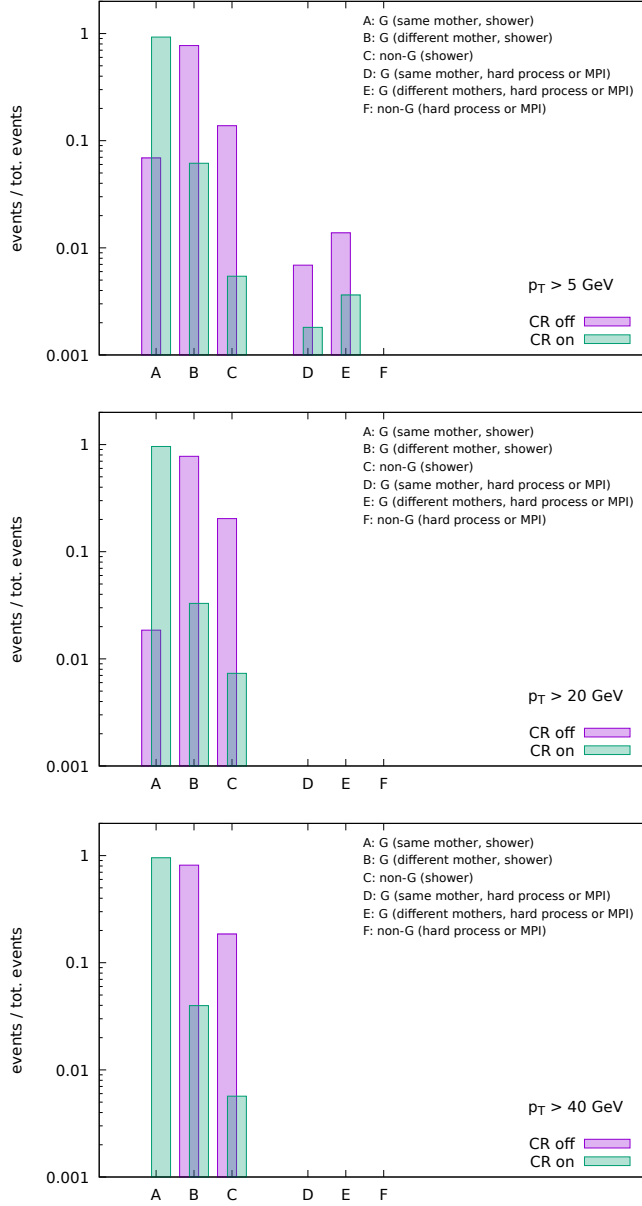 A: G (same mother, shower)
B: G (different mother, shower)
C: non-G (shower)
D: G (same mother, hard process or MPI)
E: G (different mothers, hard process or MPI)
F: non-G (hard process or MPI)
1
0.1
0.01
0.001
events / tot. events
p_T > 5 GeV
CR off
CR on
A B C D E F
A: G (same mother, shower)
B: G (different mother, shower)
C: non-G (shower)
D: G (same mother, hard process or MPI)
E: G (different mothers, hard process or MPI)
F: non-G (hard process or MPI)
1
0.1
0.01
0.001
events / tot. events
p_T > 20 GeV
CR off
CR on
A B C D E F
A: G (same mother, shower)
B: G (different mother, shower)
C: non-G (shower)
D: G (same mother, hard process or MPI)
E: G (different mothers, hard process or MPI)
F: non-G (hard process or MPI)
1
0.1
0.01
0.001
events / tot. events
p_T > 40 GeV
CR off
CR on
A B C D E F